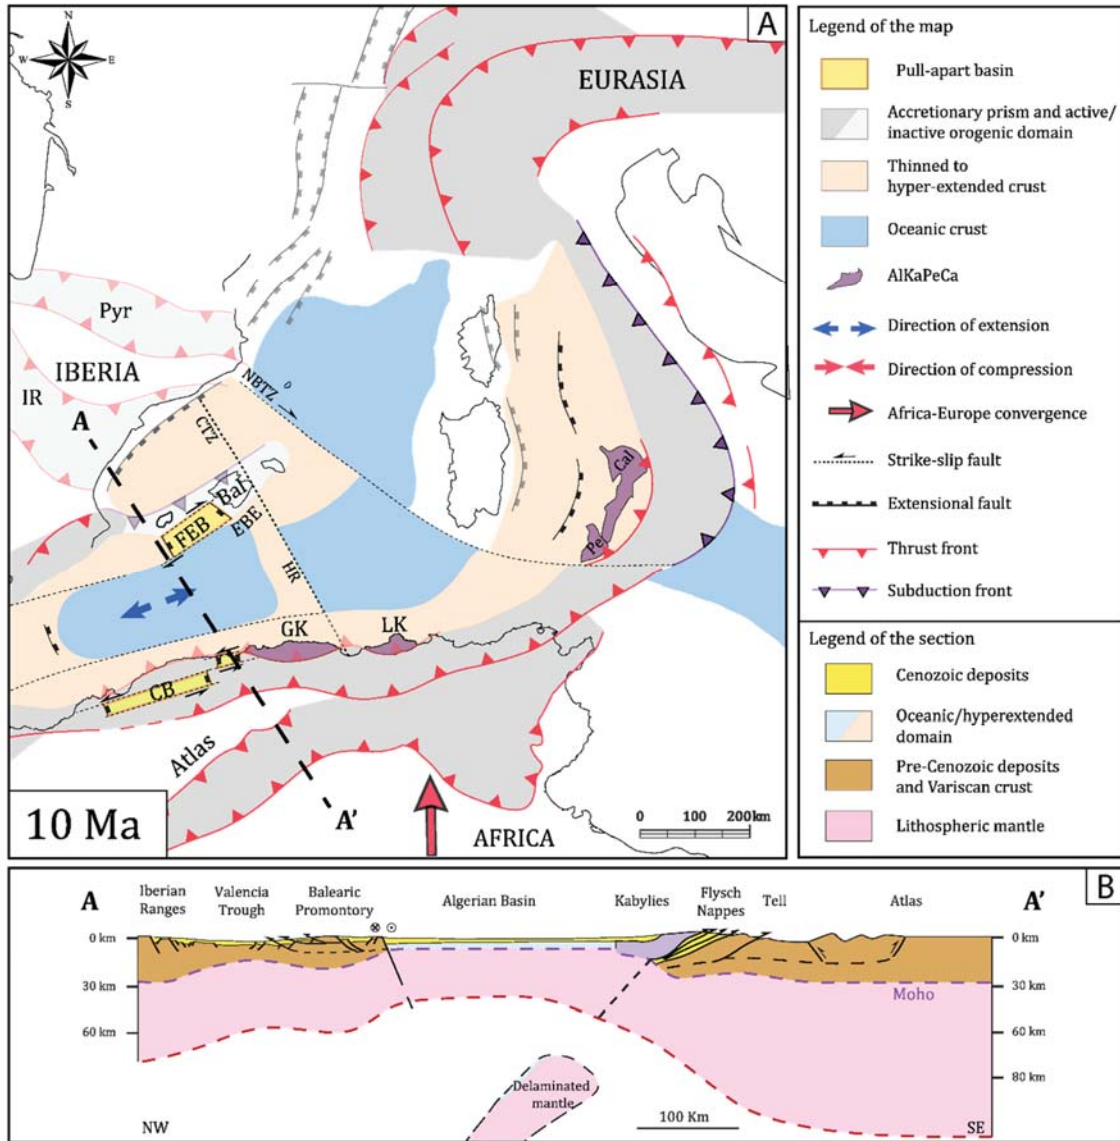 A
N
W
E
S
EURASIA
Pyr
IBERIA
IR
A
NBTZ
CTZ
Bal
FEB
EBE
HR
Cal
Pe
GK
LK
CB
Atlas
A'
10 Ma
AFRICA
0 100 200km
Legend of the map
Pull-apart basin
Accretionary prism and active/
inactive orogenic domain
Thinned to
hyper-extended crust
Oceanic crust
AlKaPeCa
Direction of extension
Direction of compression
Africa-Europe convergence
Strike-slip fault
Extensional fault
Thrust front
Subduction front
Legend of the section
Cenozoic deposits
Oceanic/hyperextended
domain
Pre-Cenozoic deposits
and Variscan crust
Lithospheric mantle
B
A
Iberian
Ranges
Valencia
Trough
Balearic
Promontory
Algerian Basin
Kabylies
Flysch
Nappes
Tell
Atlas
A'
0 km
30 km
60 km
0 km
30 km
60 km
80 km
Moho
Delaminated
mantle
100 Km
NW
SE